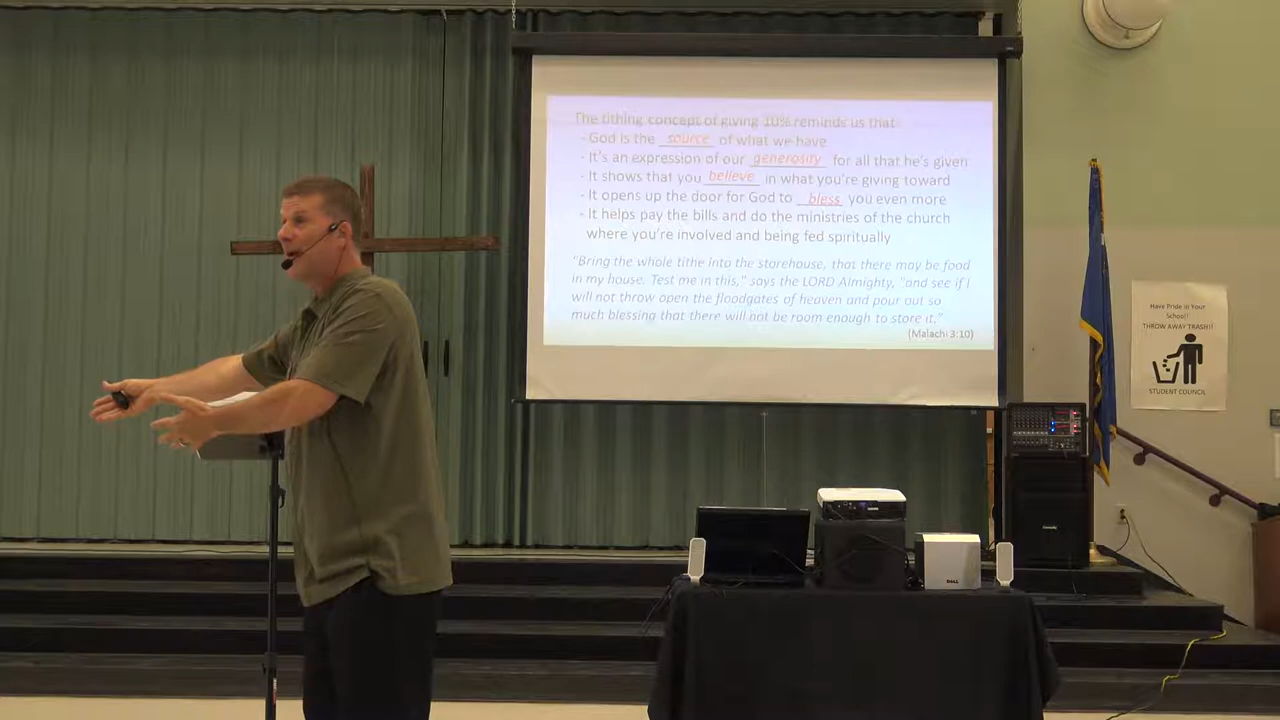 The tithing concept of giving 10% reminds us that
- God is the source of what we have
- It's an expression of our generosity for all that he's given
- It shows that you believe in what you're giving toward
- It opens up the door for God to bless you even more
- It helps pay the bills and do the ministries of the church
where you're involved and being fed spiritually
"Bring the whole tithe into the storehouse, that there may be food
in my house. Test me in this," says the LORD Almighty, "and see if I
will not throw open the floodgates of heaven and pour out so
much blessing that there will not be room enough to store it."
(Malachi 3:10)
Have Pride in Your
School!!
THROW AWAY TRASH!!
STUDENT COUNCIL
DELL